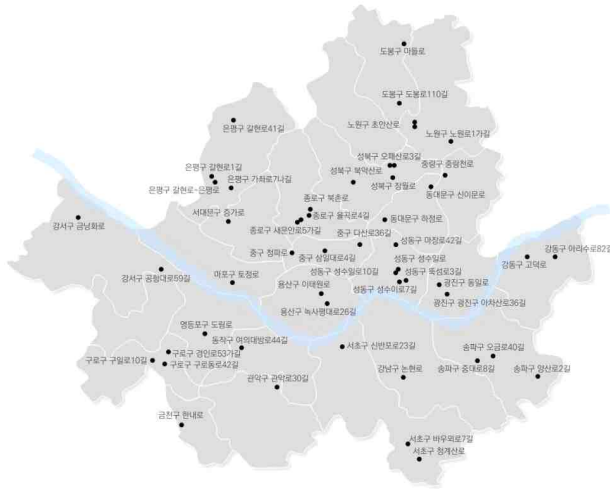 도봉구 마들로
도봉구 도봉로110길
은평구 갈현로41길
노원구 초안산로
노원구 노원로1가길
성북구 오패산로3길
은평구 갈현로1길
성북구 북악산로
중랑구 중랑천로
은평구 가좌로7나길
성북구 장월로
은평구 갈현로-은평로
동대문구 신이문로
종로구 북촌로
서대문구 증가로
종로구 율곡로4길
동대문구 하정로
강서구 금낭화로
종로구 새문안로5가길
중구 다산로36길
성동구 마장로42길
강동구 아리수로82길
중구 청파로
중구 삼일대로4길
성동구 성수일로
강동구 고덕로
강서구 공항대로59길
성동구 성수일로10길
성동구 뚝섬로3길
마포구 토정로
용산구 이태원로
성동구 성수이로7길
광진구 동일로
광진구 광진구 아차산로36길
용산구 녹사평대로26길
영등포구 도림로
동작구 여의대방로44길
서초구 신반포로23길
송파구 오금로40길
구로구 경인로53가길
구로구 구일로10길
구로구 구로동로42길
송파구 중대로8길
송파구 양산로2길
관악구 관악로30길
강남구 논현로
금천구 한내로
서초구 바우뫼로7길
서초구 청계산로